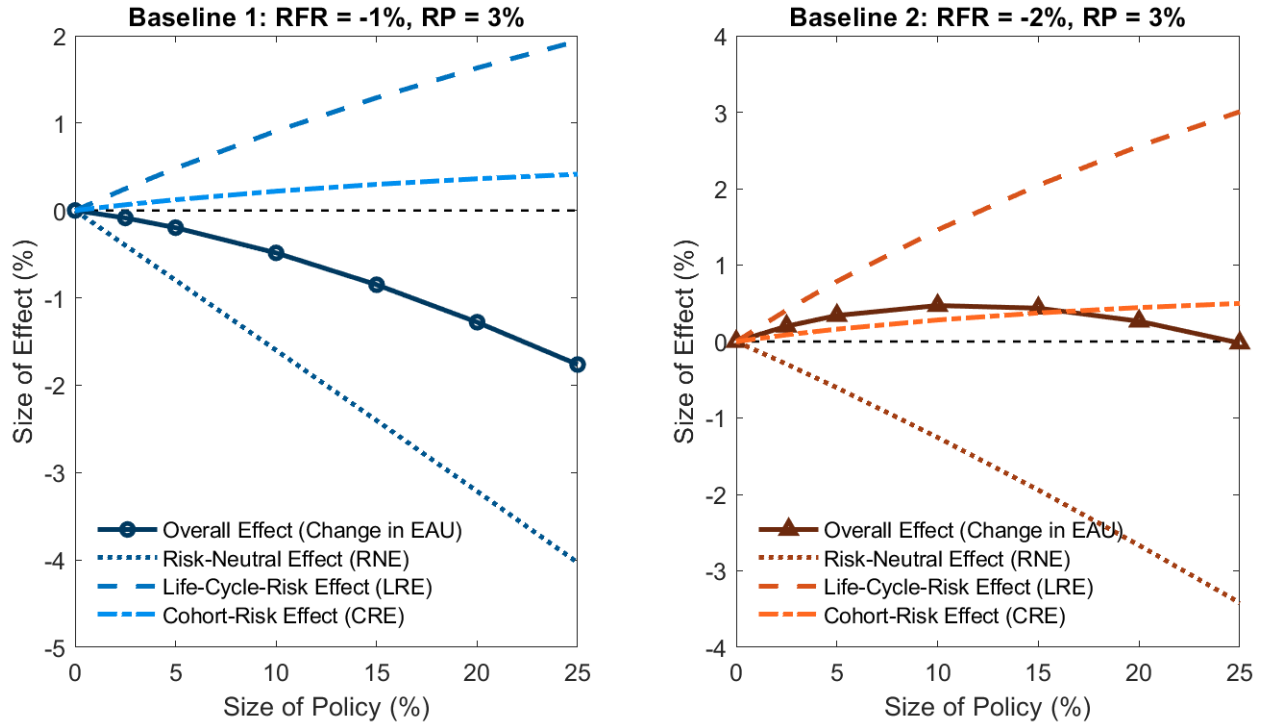 Baseline 1: RFR = -1%, RP = 3%
2
1
0
-1
-2
-3
-4
-5
Size of Effect (%)
Overall Effect (Change in EAU)
Risk-Neutral Effect (RNE)
Life-Cycle-Risk Effect (LRE)
Cohort-Risk Effect (CRE)
0 5 10 15 20 25
Size of Policy (%)
Baseline 2: RFR = -2%, RP = 3%
4
3
2
1
0
-1
-2
-3
-4
Size of Effect (%)
Overall Effect (Change in EAU)
Risk-Neutral Effect (RNE)
Life-Cycle-Risk Effect (LRE)
Cohort-Risk Effect (CRE)
0 5 10 15 20 25
Size of Policy (%)